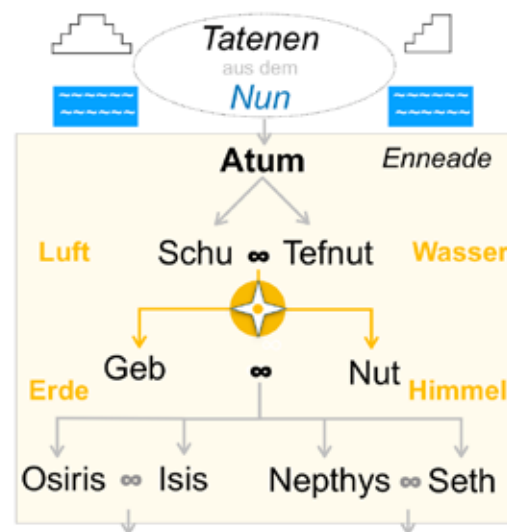 Tatenen
aus dem
Nun
Atum Enneade
Luft Schu ∞ Tefnut Wasser
Geb ∞ Nut
Erde Himmel
Osiris ∞ Isis Nepthys ∞ Seth